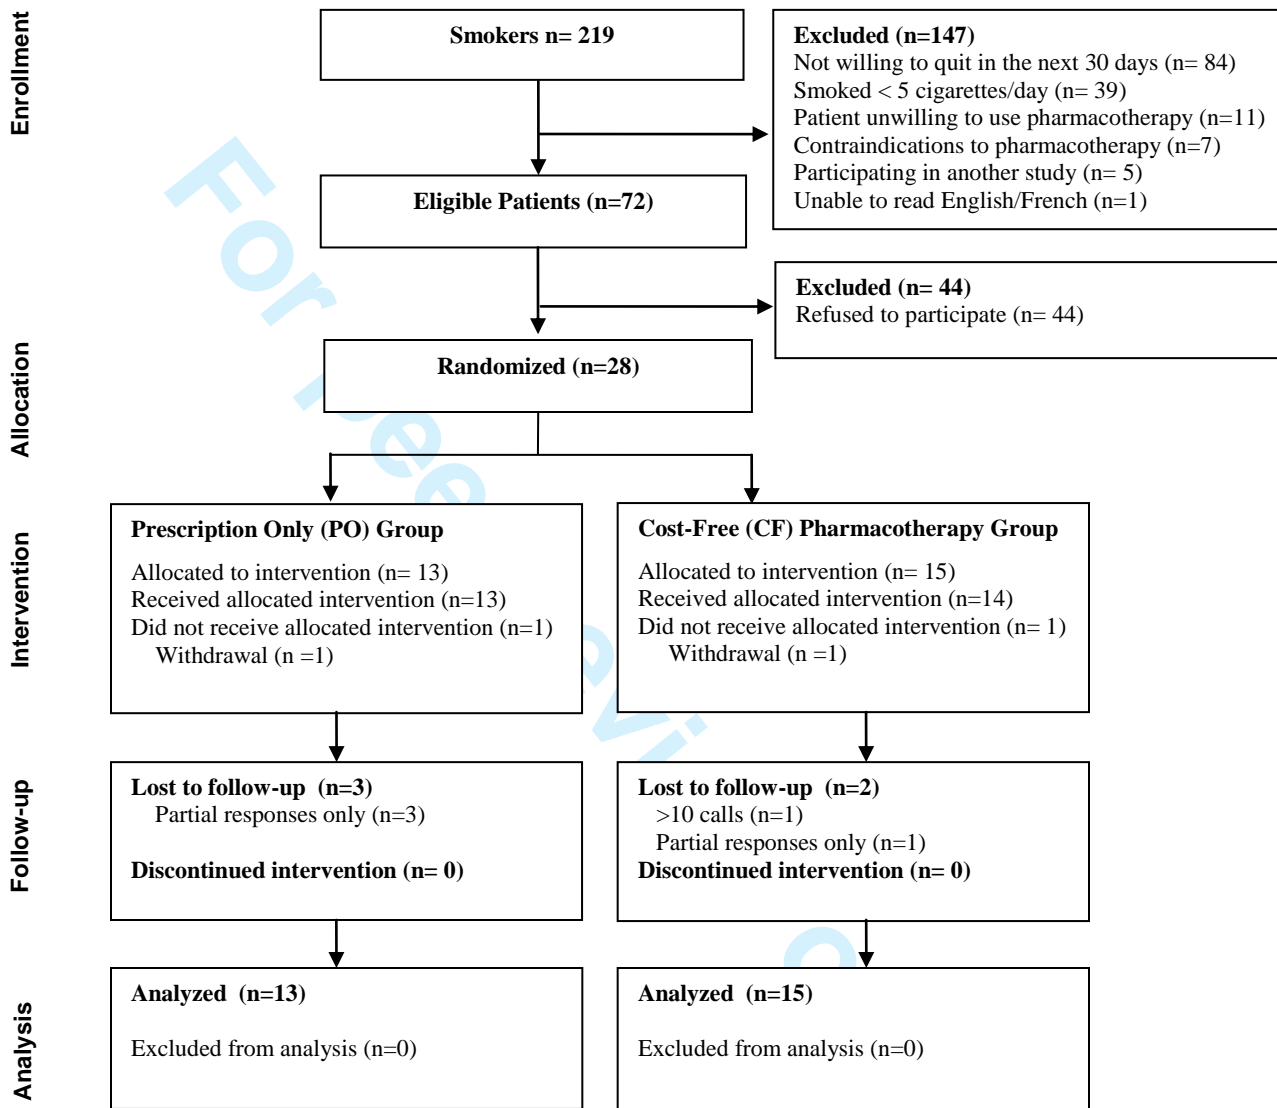 Enrollment
Smokers n= 219
Excluded (n=147)
Not willing to quit in the next 30 days (n= 84)
Smoked < 5 cigarettes/day (n= 39)
Patient unwilling to use pharmacotherapy (n=11)
Contraindications to pharmacotherapy (n=7)
Participating in another study (n= 5)
Unable to read English/French (n=1)
Eligible Patients (n=72)
Excluded (n= 44)
Refused to participate (n= 44)
Allocation
Randomized (n=28)
Intervention
Prescription Only (PO) Group
Allocated to intervention (n= 13)
Received allocated intervention (n=13)
Did not receive allocated intervention (n=1)
Withdrawal (n =1)
Cost-Free (CF) Pharmacotherapy Group
Allocated to intervention (n= 15)
Received allocated intervention (n=14)
Did not receive allocated intervention (n= 1)
Withdrawal (n =1)
Follow-up
Lost to follow-up (n=3)
Partial responses only (n=3)
Discontinued intervention (n= 0)
Lost to follow-up (n=2)
>10 calls (n=1)
Partial responses only (n=1)
Discontinued intervention (n= 0)
Analysis
Analyzed (n=13)
Excluded from analysis (n=0)
Analyzed (n=15)
Excluded from analysis (n=0)
For